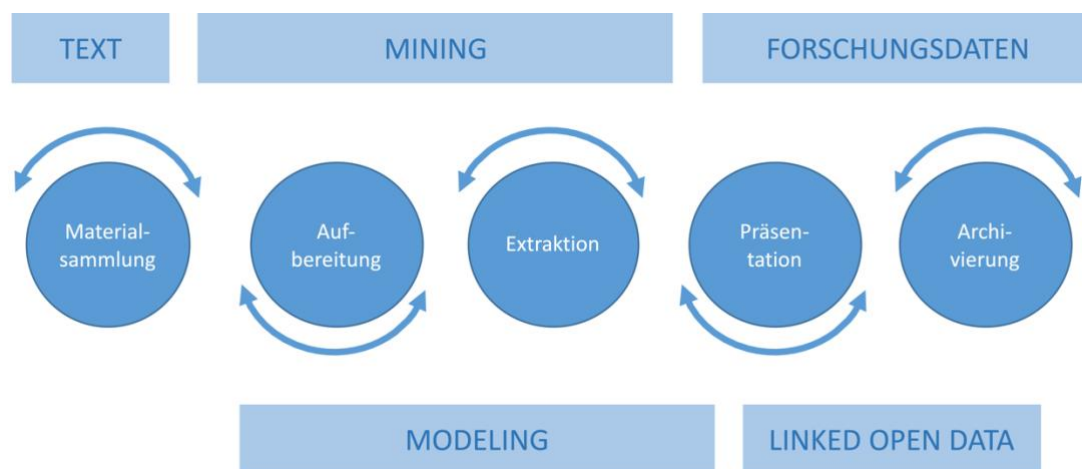 TEXT
MINING
FORSCHUNGSDATEN
Material-
sammlung
Auf-
bereitung
Extraktion
Präsen-
tation
Archi-
vierung
MODELING
LINKED OPEN DATA